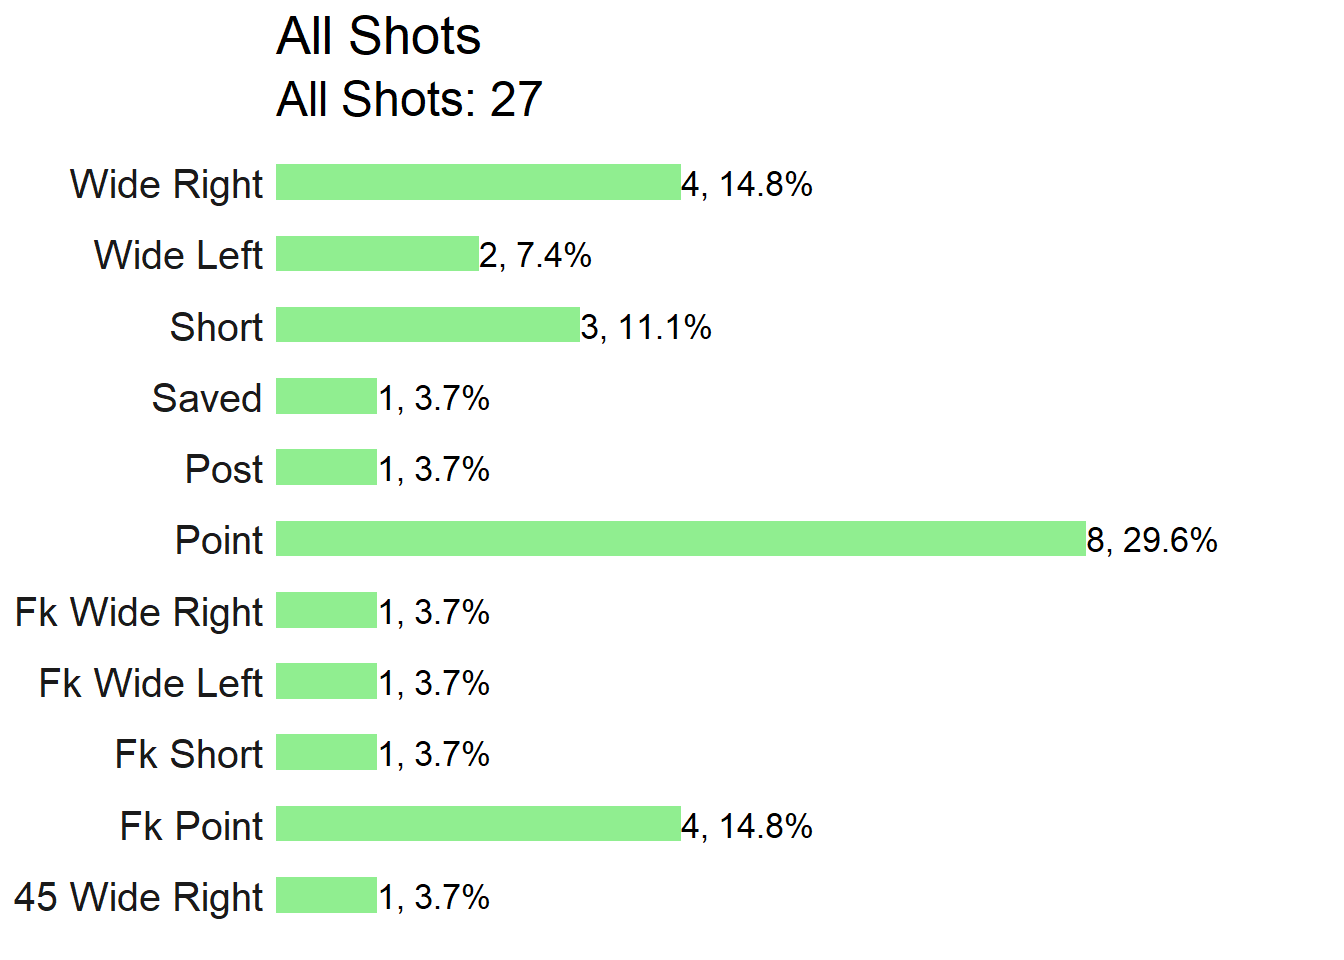 All Shots
All Shots: 27
Wide Right 4, 14.8%
Wide Left 2, 7.4%
Short 3, 11.1%
Saved 1, 3.7%
Post 1, 3.7%
Point 8, 29.6%
Fk Wide Right 1, 3.7%
Fk Wide Left 1, 3.7%
Fk Short 1, 3.7%
Fk Point 4, 14.8%
45 Wide Right 1, 3.7%